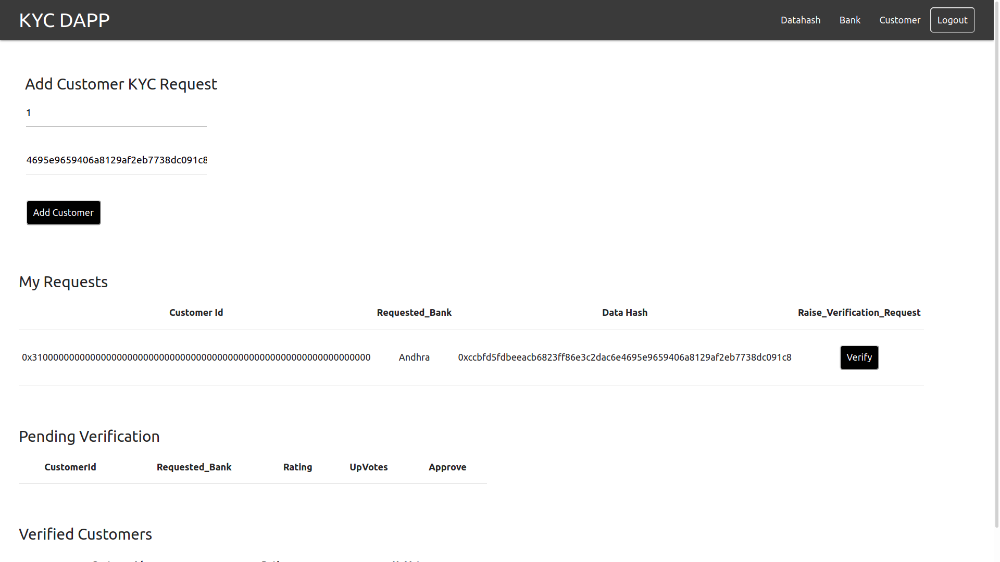 KYC DAPP Datahash Bank Customer Logout
Add Customer KYC Request
1
4695e9659406a8129af2eb7738dc091c8
Add Customer
My Requests
Customer Id Requested_Bank Data Hash Raise_Verification_Request
0x3100000000000000000000000000000000000000000000000000000000000000 Andhra 0xccbfd5fdbeeacb6823ff86e3c2dac6e4695e9659406a8129af2eb7738dc091c8 Verify
Pending Verification
CustomerId Requested_Bank Rating UpVotes Approve
Verified Customers